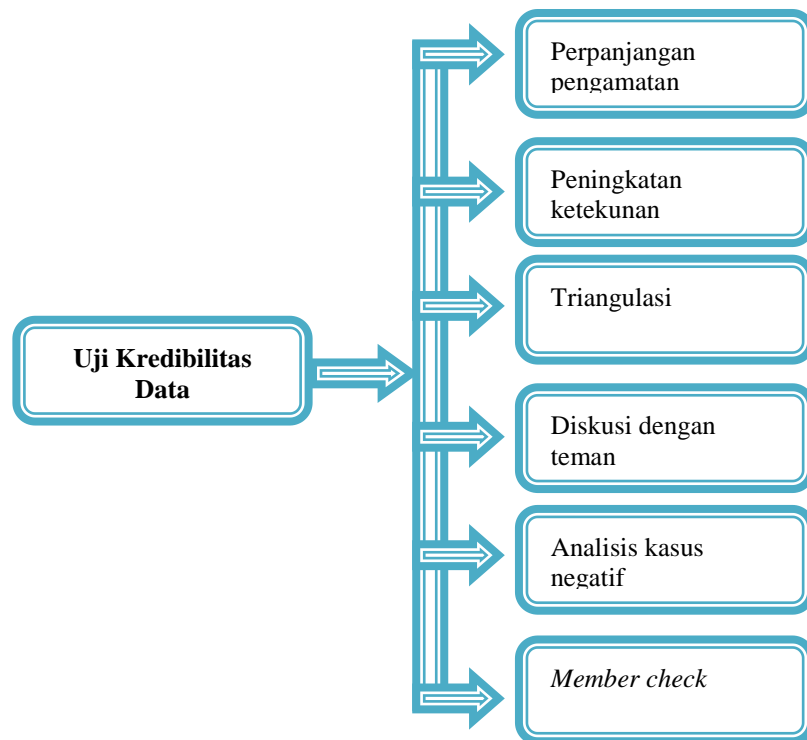 Perpanjangan
pengamatan
Peningkatan
ketekunan
Triangulasi
Uji Kredibilitas
Data
Diskusi dengan
teman
Analisis kasus
negatif
Member check